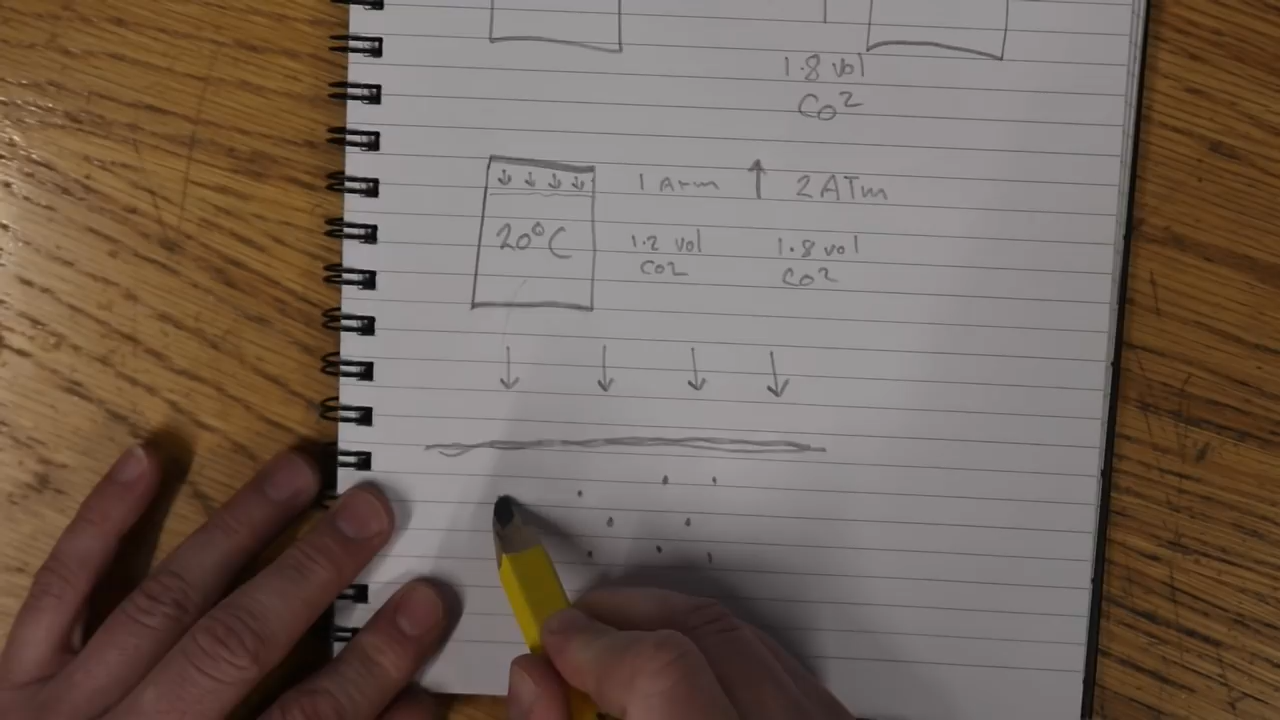 1.8 vol
Co²
1 Atm ↑ 2 ATm
20°C
1.2 vol 1.8 vol
CO2 Co²